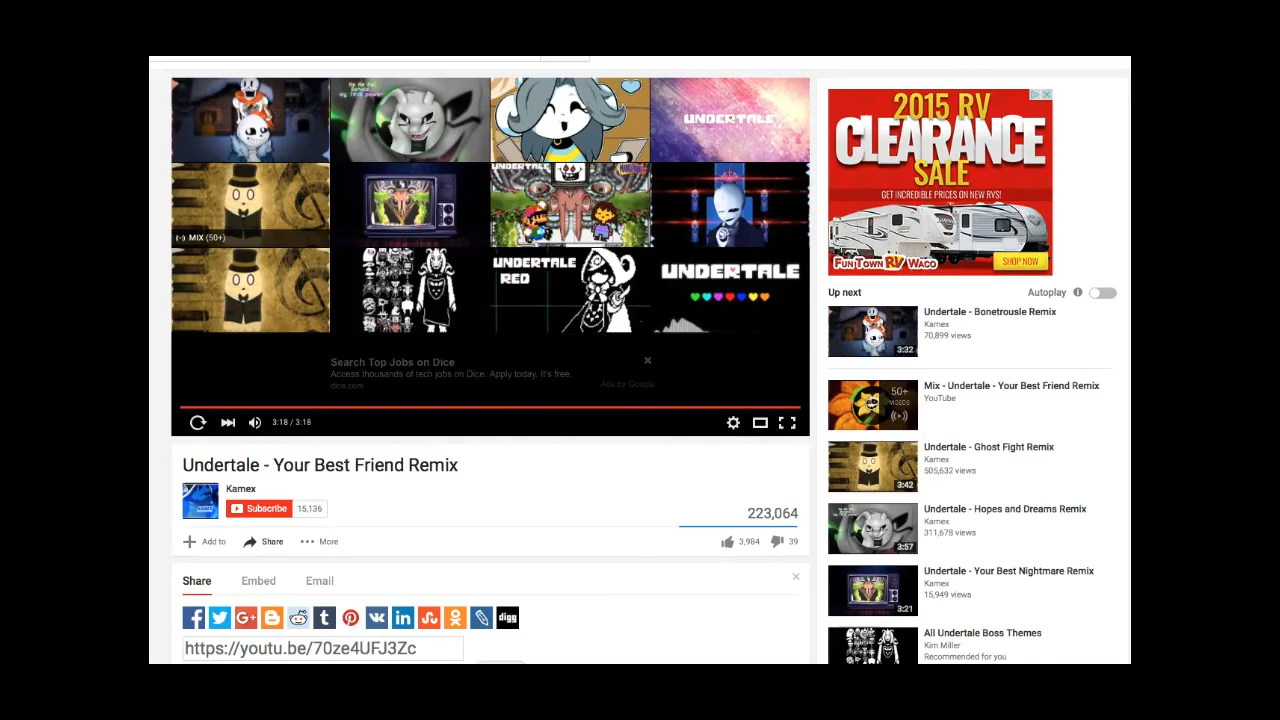 UNDERTALE
MIX (50+)
UNDERTALE
UNDERTALE
RED
UNDERTALE
Search Top Jobs on Dice
Access thousands of tech jobs on Dice. Apply today. It's free.
dice.com
Ads by Google
3:18 / 3:18
Undertale - Your Best Friend Remix
Kamex
Subscribe 15,136
223,064
Add to Share More
3,984 39
Share Embed Email
digg
https://youtu.be/70ze4UFJ3Zc
2015 RV
CLEARANCE
SALE
GET INCREDIBLE PRICES ON NEW RVS!
FUN TOWN RV WACO
SHOP NOW
Up next
Autoplay
Undertale - Bonetrousle Remix
Kamex
70,899 views
3:32
Mix - Undertale - Your Best Friend Remix
YouTube
50+
VIDEOS
Undertale - Ghost Fight Remix
Kamex
505,632 views
3:42
Undertale - Hopes and Dreams Remix
Kamex
311,678 views
3:57
Undertale - Your Best Nightmare Remix
Kamex
15,949 views
3:21
All Undertale Boss Themes
Kim Miller
Recommended for you